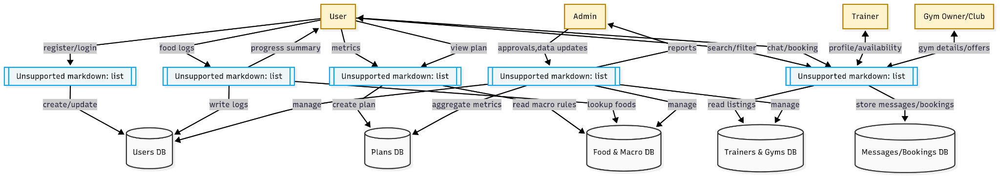 User
Admin
Trainer
Gym Owner/Club
register/login
food logs
progress summary
metrics
view plan
approvals,data updates
reports
search/filter
chat/booking
profile/availability
gym details/offers
Unsupported markdown: list
Unsupported markdown: list
Unsupported markdown: list
Unsupported markdown: list
Unsupported markdown: list
create/update
write logs
manage
create plan
aggregate metrics
read macro rules
lookup foods
manage
read listings
manage
store messages/bookings
Users DB
Plans DB
Food & Macro DB
Trainers & Gyms DB
Messages/Bookings DB